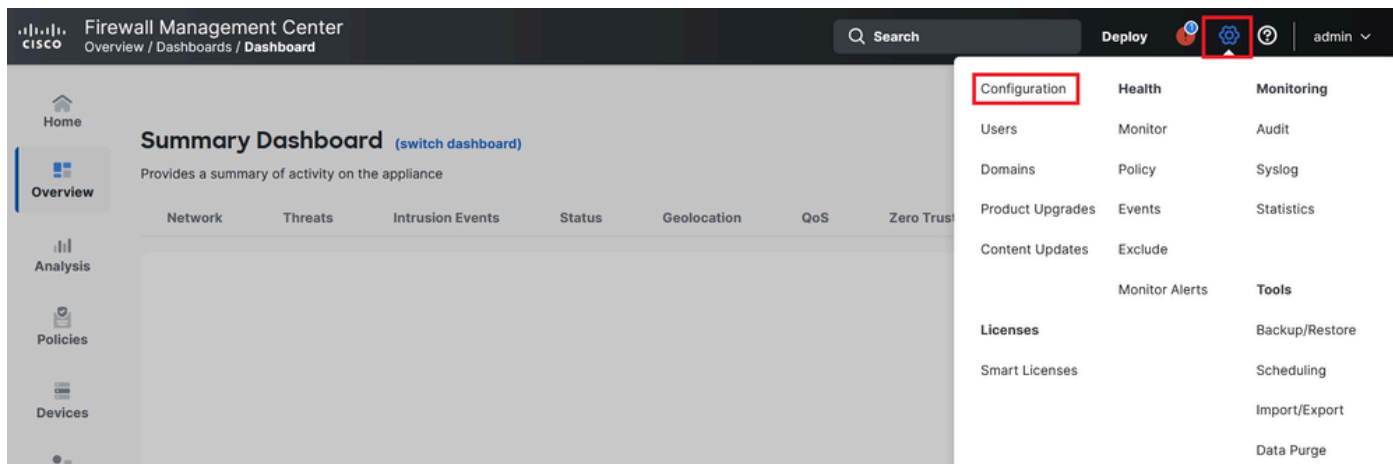 Firewall Management Center
CISCO
Overview / Dashboards / Dashboard
Search
Deploy
admin
Home
Overview
Analysis
Policies
Devices
Summary Dashboard (switch dashboard)
Provides a summary of activity on the appliance
Network Threats Intrusion Events Status Geolocation QoS Zero Trust
Configuration
Users
Domains
Product Upgrades
Content Updates
Licenses
Smart Licenses
Health
Monitor
Policy
Events
Exclude
Monitor Alerts
Monitoring
Audit
Syslog
Statistics
Tools
Backup/Restore
Scheduling
Import/Export
Data Purge